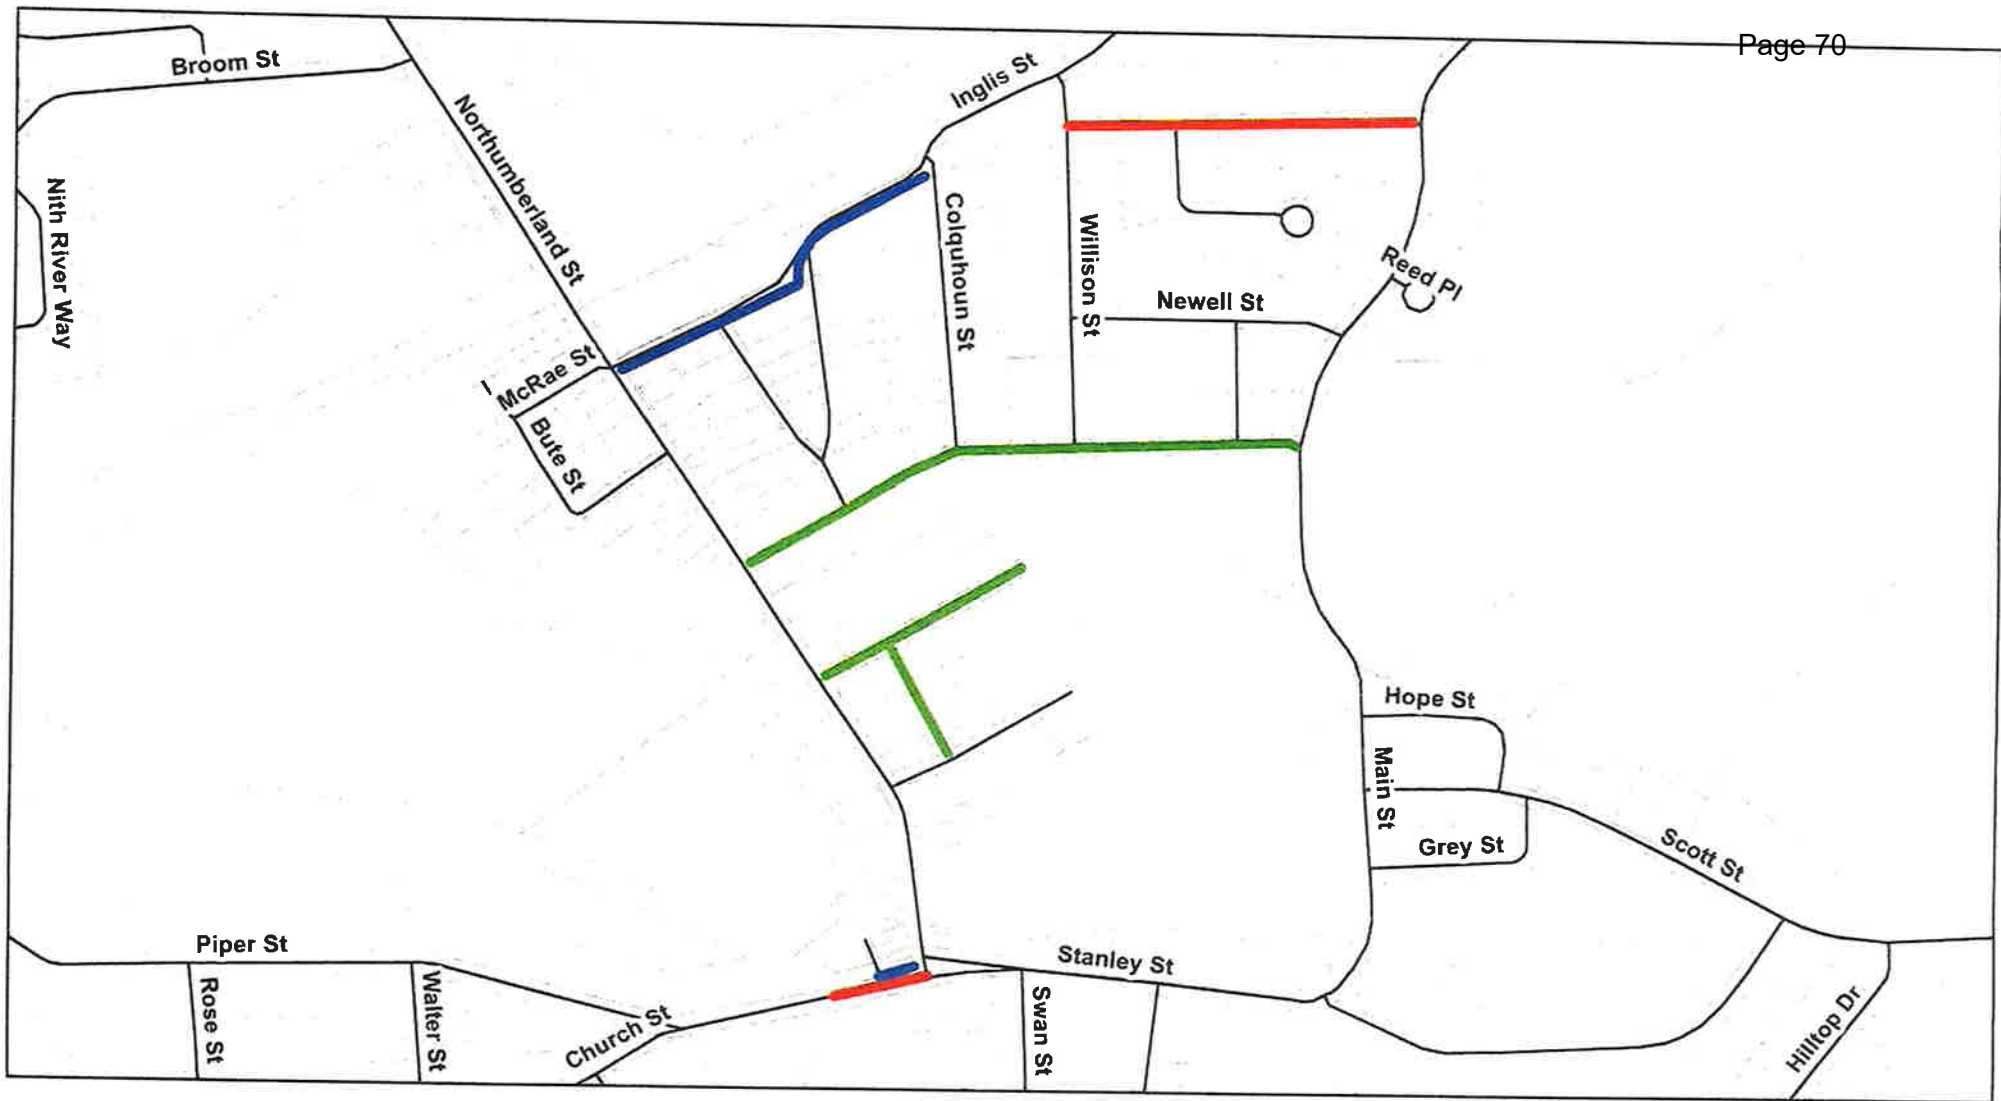 Page 70
Broom St
Inglis St
Northumberland St
Nith River Way
Colquhoun St
Willison St
Reed Pl
Newell St
McRae St
Bute St
Hope St
Main St
Grey St
Scott St
Piper St
Stanley St
Rose St
Walter St
Church St
Swan St
Hilltop Dr